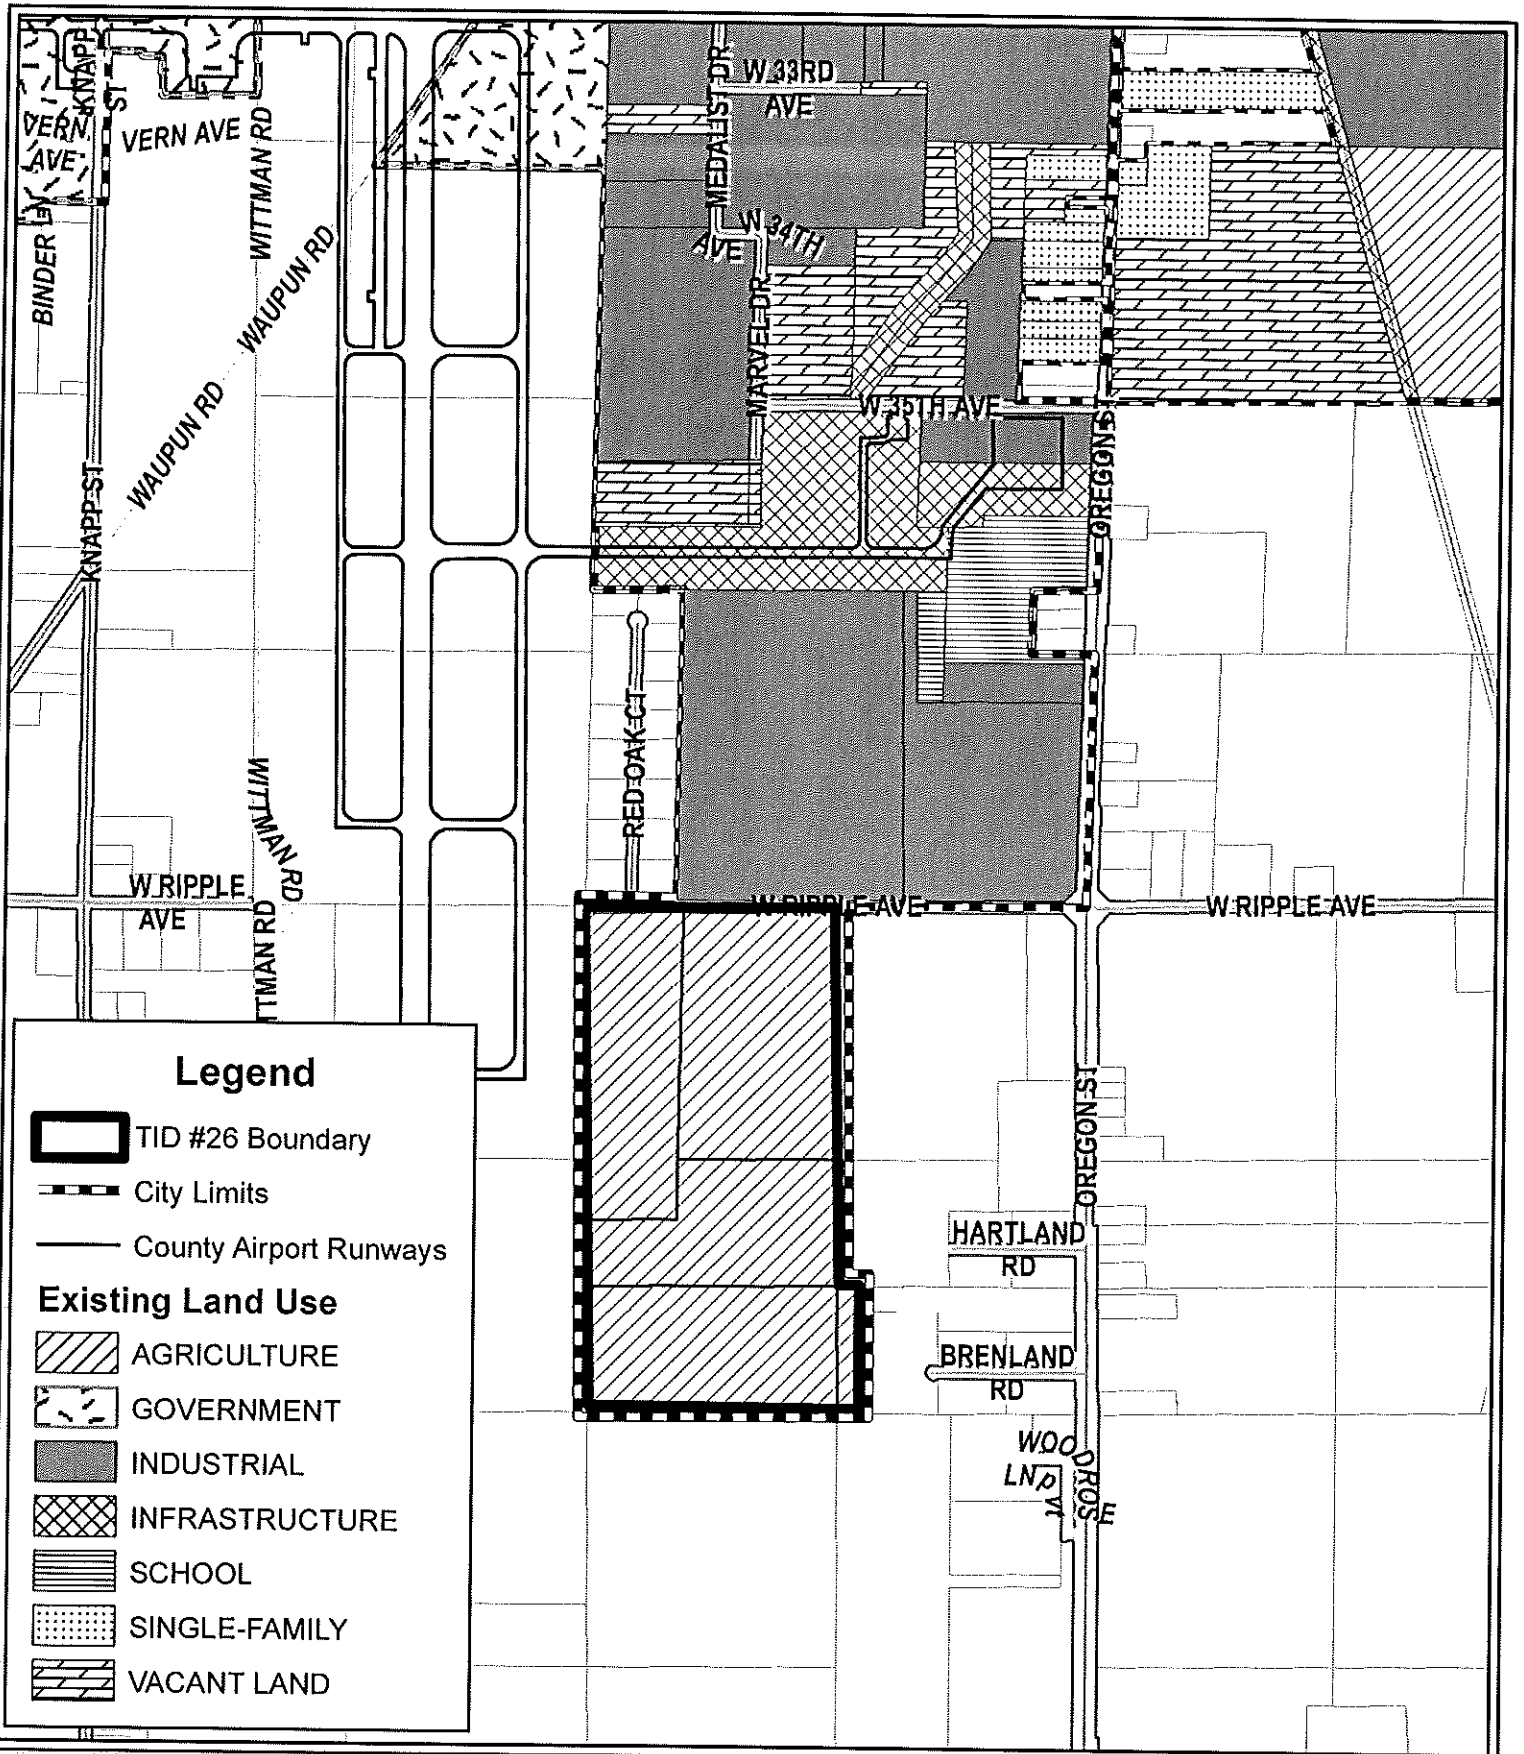 KNAPP
ST
VERN
AVE
VERN AVE
WITTMAN RD
BINDER LN
WAUPUN RD
WAUPUN RD
KNAPP ST
MEDALIST DR
W 33RD
AVE
W 34TH
AVE
MARVEL DR
W 35TH AVE
OREGON ST
RED OAK CT
WITTMAN RD
W RIPPLE
AVE
TTMAN RD
W RIPPLE AVE
W RIPPLE AVE
OREGON ST
HARTLAND
RD
BRENLAND
RD
WOODROSE
LN
Pvt
Legend
TID #26 Boundary
City Limits
County Airport Runways
Existing Land Use
AGRICULTURE
GOVERNMENT
INDUSTRIAL
INFRASTRUCTURE
SCHOOL
SINGLE-FAMILY
VACANT LAND